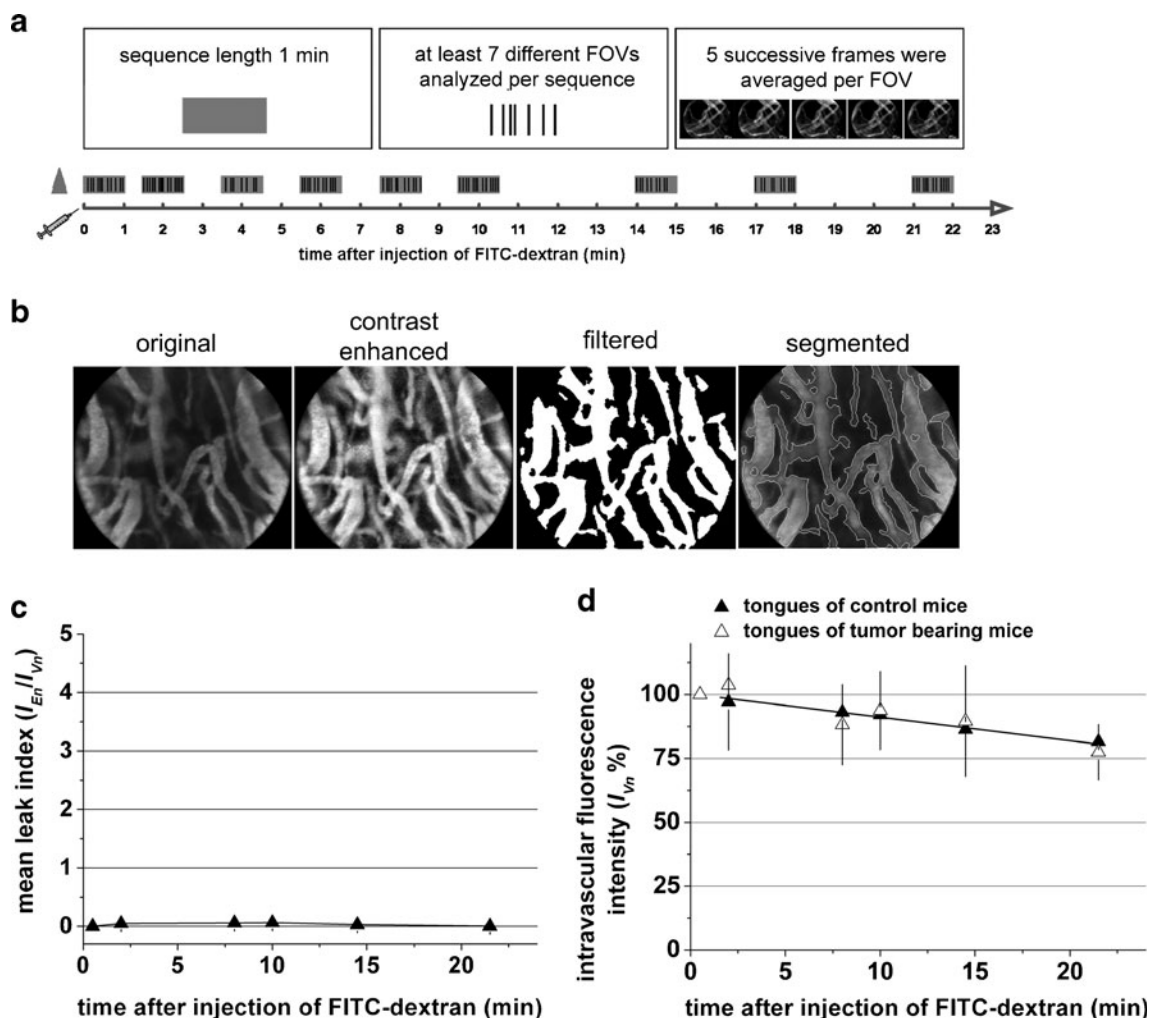 a
sequence length 1 min
at least 7 different FOVs
analyzed per sequence
5 successive frames were
averaged per FOV
0 1 2 3 4 5 6 7 8 9 10 11 12 13 14 15 16 17 18 19 20 21 22 23
time after injection of FITC-dextran (min)
b
original
contrast
enhanced
filtered
segmented
c
mean leak index (I_En/I_Vn)
5
4
3
2
1
0
0 5 10 15 20
time after injection of FITC-dextran (min)
d
▲ tongues of control mice
△ tongues of tumor bearing mice
intravascular fluorescence
intensity (I_Vn %)
100
75
50
25
0
0 5 10 15 20
time after injection of FITC-dextran (min)